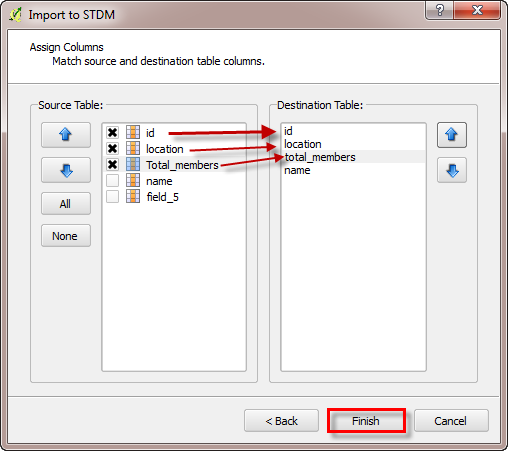 Import to STDM
?
Assign Columns
Match source and destination table columns.
Source Table:
All
None
id
location
Total_members
name
field_5
Destination Table:
id
location
total_members
name
< Back
Finish
Cancel